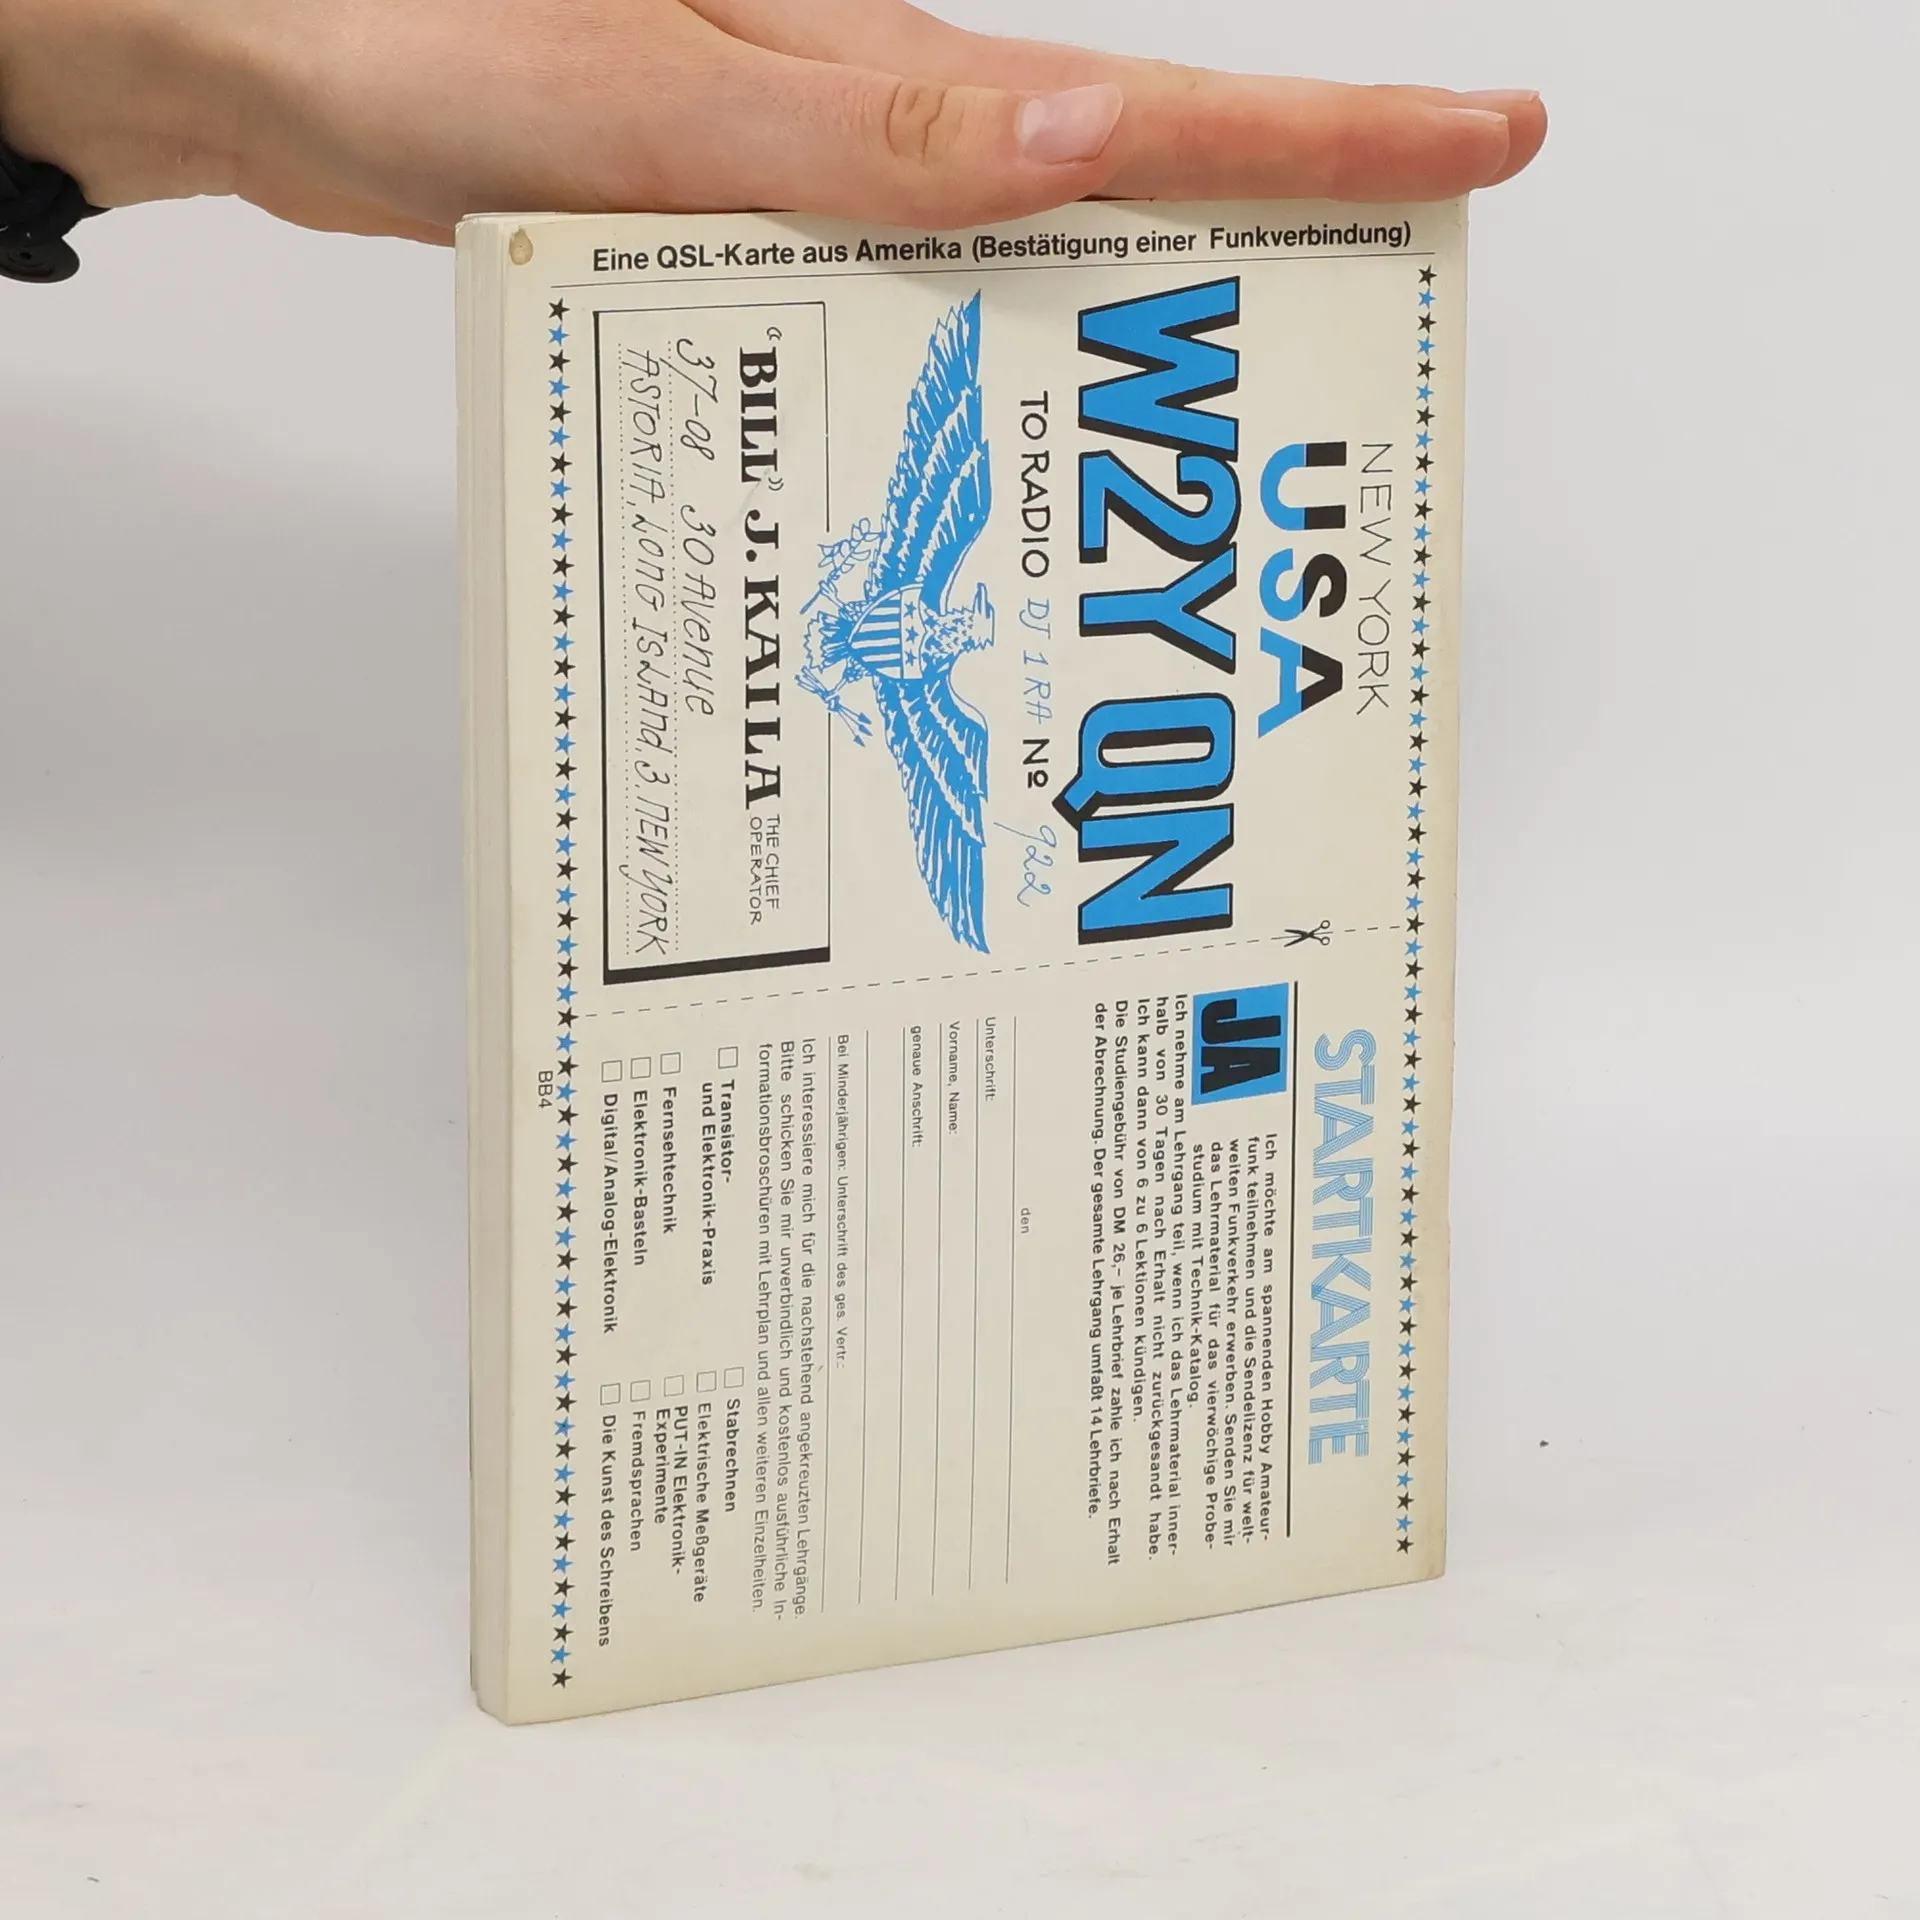 Eine QSL-Karte aus Amerika (Bestätigung einer Funkverbindung)
NEW YORK
USA
W2YQN
TO RADIO DJ 1 RA Nº 922
“BILL” J. KAILA THE CHIEF
OPERATOR
37-08 30 AVENUE
ASTORIA, LONG ISLAND, 3. NEW YORK
STARTKARTE
JA
Ich möchte am spannenden Hobby Amateur-
funk teilnehmen und die Sendelizenz für welt-
weiten Funkverkehr erwerben. Senden Sie mir
das Lehrmaterial für das vierwöchige Probe-
studium mit Technik-Katalog.
Ich nehme am Lehrgang teil, wenn ich das Lehrmaterial inner-
halb von 30 Tagen nach Erhalt nicht zurückgesandt habe.
Ich kann dann von 6 zu 6 Lektionen kündigen.
Die Studiengebühr von DM 26,– je Lehrbrief zahle ich nach Erhalt
der Abrechnung. Der gesamte Lehrgang umfaßt 14 Lehrbriefe.
den
Unterschrift:
Vorname, Name:
genaue Anschrift:
Bei Minderjährigen: Unterschrift des ges. Vertr.:
Ich interessiere mich für die nachstehend angekreuzten Lehrgänge.
Bitte schicken Sie mir unverbindlich und kostenlos ausführliche In-
formationsbroschüren mit Lehrplan und allen weiteren Einzelheiten.
Transistor-
und Elektronik-Praxis
Fernsehtechnik
Elektronik-Basteln
Digital/Analog-Elektronik
Stabrechnen
Elektrische Meßgeräte
PUT-IN Elektronik-
Experimente
Fremdsprachen
Die Kunst des Schreibens
BB4